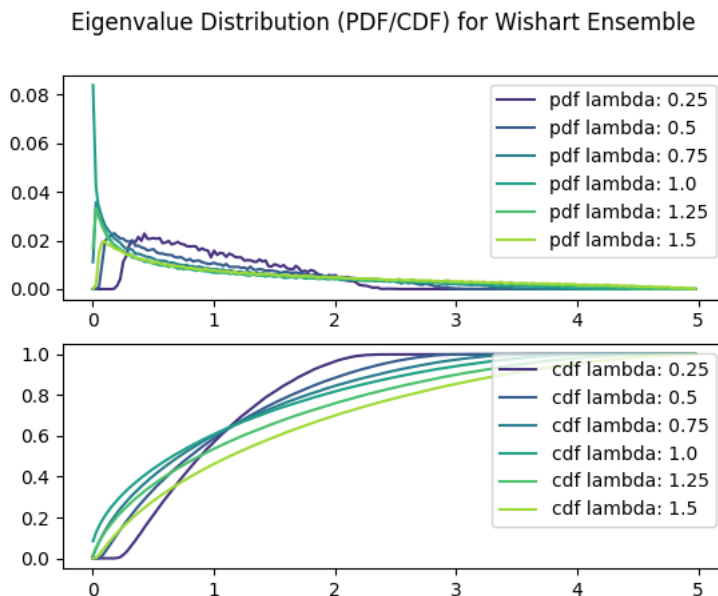 Eigenvalue Distribution (PDF/CDF) for Wishart Ensemble
0.08
0.06
0.04
0.02
0.00
pdf lambda: 0.25
pdf lambda: 0.5
pdf lambda: 0.75
pdf lambda: 1.0
pdf lambda: 1.25
pdf lambda: 1.5
0 1 2 3 4 5
1.0
0.8
0.6
0.4
0.2
0.0
cdf lambda: 0.25
cdf lambda: 0.5
cdf lambda: 0.75
cdf lambda: 1.0
cdf lambda: 1.25
cdf lambda: 1.5
0 1 2 3 4 5